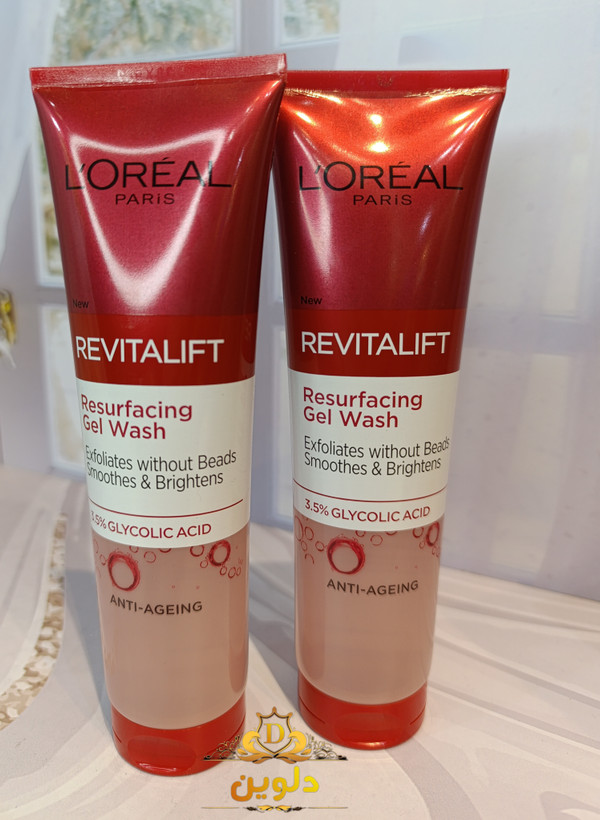 L'ORÉAL
PARIS
New
REVITALIFT
Resurfacing
Gel Wash
Exfoliates without Beads
Smoothes & Brightens
3.5% GLYCOLIC ACID
ANTI-AGEING
L'ORÉAL
PARIS
New
REVITALIFT
Resurfacing
Gel Wash
Exfoliates without Beads
Smoothes & Brightens
3.5% GLYCOLIC ACID
ANTI-AGEING
D
دلوین